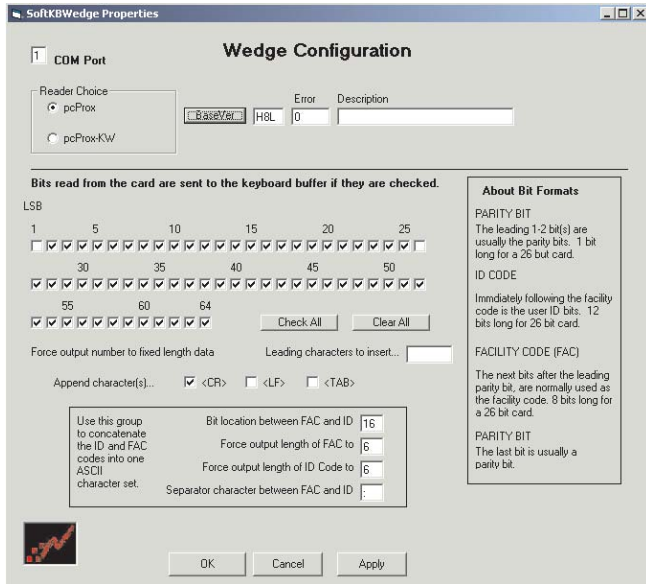 SoftKBWedge Properties
Wedge Configuration
1 COM Port
Reader Choice
pcProx
pcProx-KW
Error Description
BaseVer H8L 0
Bits read from the card are sent to the keyboard buffer if they are checked.
LSB
1 5 10 15 20 25
30 35 40 45 50
55 60 64
Check All Clear All
Force output number to fixed length data Leading characters to insert...
Append character(s)... <CR> <LF> <TAB>
Use this group
to concatenate
the ID and FAC
codes into one
ASCII
character set.
Bit location between FAC and ID 16
Force output length of FAC to 6
Force output length of ID Code to 6
Separator character between FAC and ID :
About Bit Formats
PARITY BIT
The leading 1-2 bit(s) are
usually the parity bits. 1 bit
long for a 26 but card.
ID CODE
Immdiately following the facility
code is the user ID bits. 12
bits long for 26 bit card.
FACILITY CODE (FAC)
The next bits after the leading
parity bit, are normally used as
the facility code. 8 bits long for
a 26 bit card.
PARITY BIT
The last bit is usually a
parity bit.
OK Cancel Apply